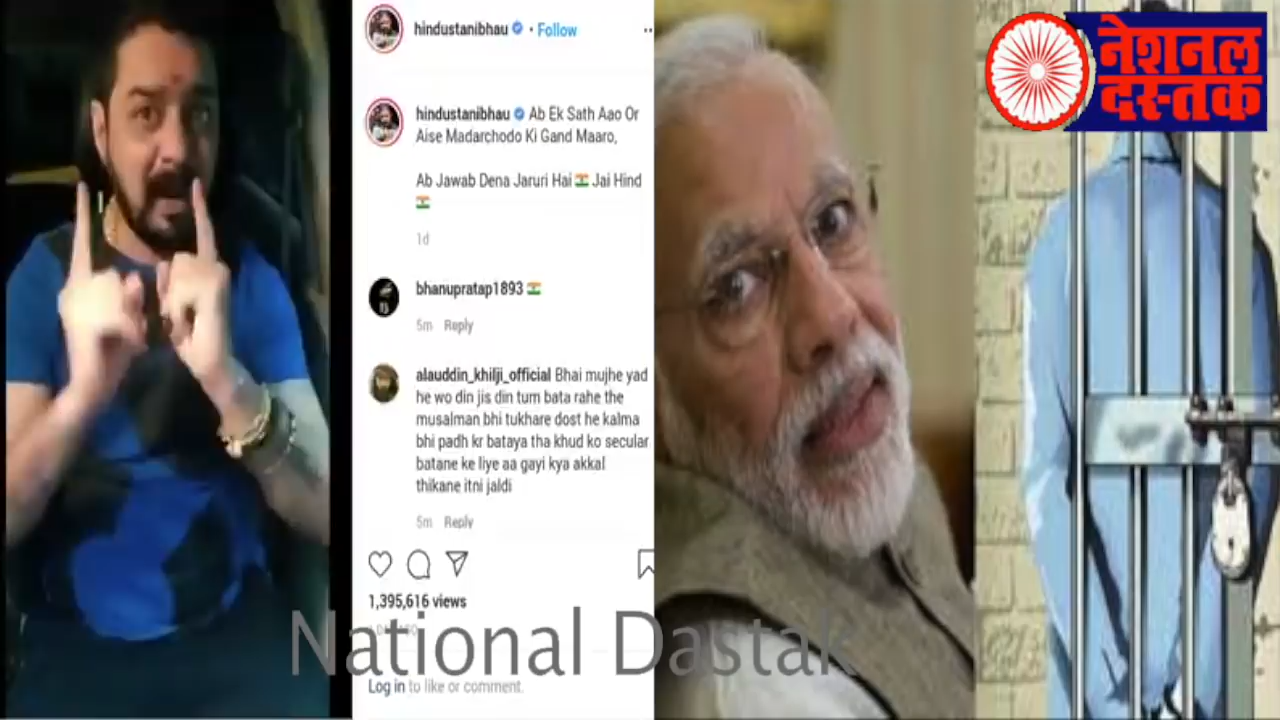 hindustanibhau • Follow
hindustanibhau Ab Ek Sath Aao Or
Aise Madarchodo Ki Gand Maaro,
Ab Jawab Dena Jaruri Hai 🇮🇳 Jai Hind
🇮🇳
1d
bhanupratap1893 🇮🇳
5m Reply
alauddin_khilji_official Bhai mujhe yad
he wo din jis din tum bata rahe the
musalman bhi tukhare dost he kalma
bhi padh kr bataya tha khud ko secular
batane ke liye aa gayi kya akkal
thikane itni jaldi
5m Reply
1,395,616 views
National Dastak
Log in to like or comment.
नेशनल
दस्तक